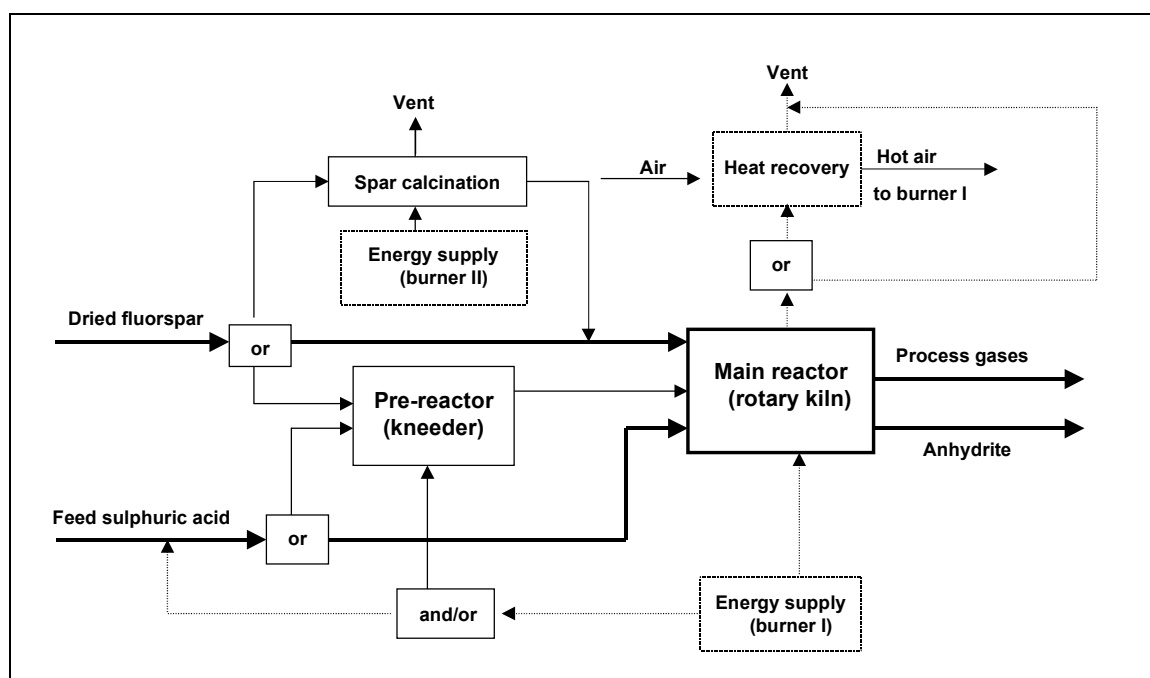 Vent
Vent
Spar calcination
Air
Heat recovery
Hot air
to burner I
Energy supply
(burner II)
or
Dried fluorspar
or
Process gases
Main reactor
(rotary kiln)
Pre-reactor
(kneeder)
Anhydrite
Feed sulphuric acid
or
and/or
Energy supply
(burner I)